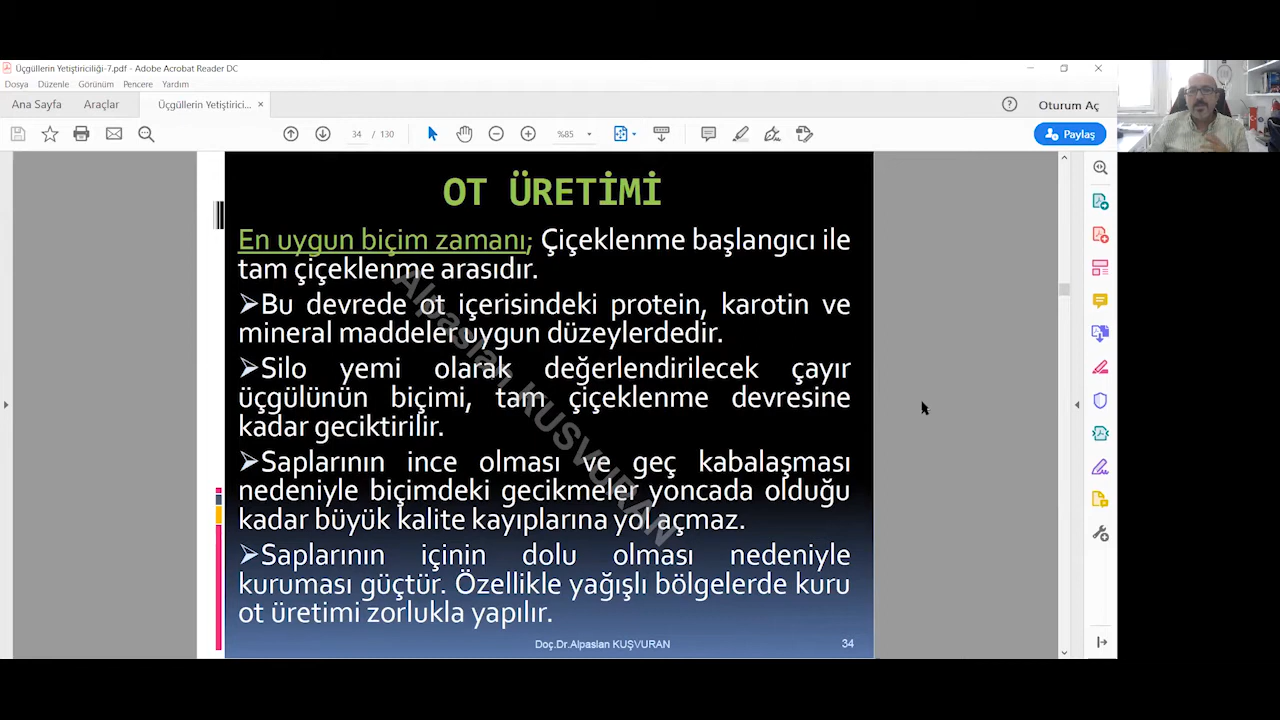 Üçgüllerin Yetiştiriciliği-7.pdf - Adobe Acrobat Reader DC
Dosya Düzenle Görünüm Pencere Yardım
Ana Sayfa Araçlar Üçgüllerin Yetiştirici... × Oturum Aç
34 / 130 %85 Paylaş
OT ÜRETİMİ
En uygun biçim zamanı; Çiçeklenme başlangıcı ile
tam çiçeklenme arasıdır.
➢Bu devrede ot içerisindeki protein, karotin ve
mineral maddeler uygun düzeylerdedir.
➢Silo yemi olarak değerlendirilecek çayır
üçgülünün biçimi, tam çiçeklenme devresine
kadar geciktirilir.
➢Saplarının ince olması ve geç kabalaşması
nedeniyle biçimdeki gecikmeler yoncada olduğu
kadar büyük kalite kayıplarına yol açmaz.
➢Saplarının içinin dolu olması nedeniyle
kuruması güçtür. Özellikle yağışlı bölgelerde kuru
ot üretimi zorlukla yapılır.
Alpaslan KUŞVURAN
Doç.Dr.Alpaslan KUŞVURAN 34